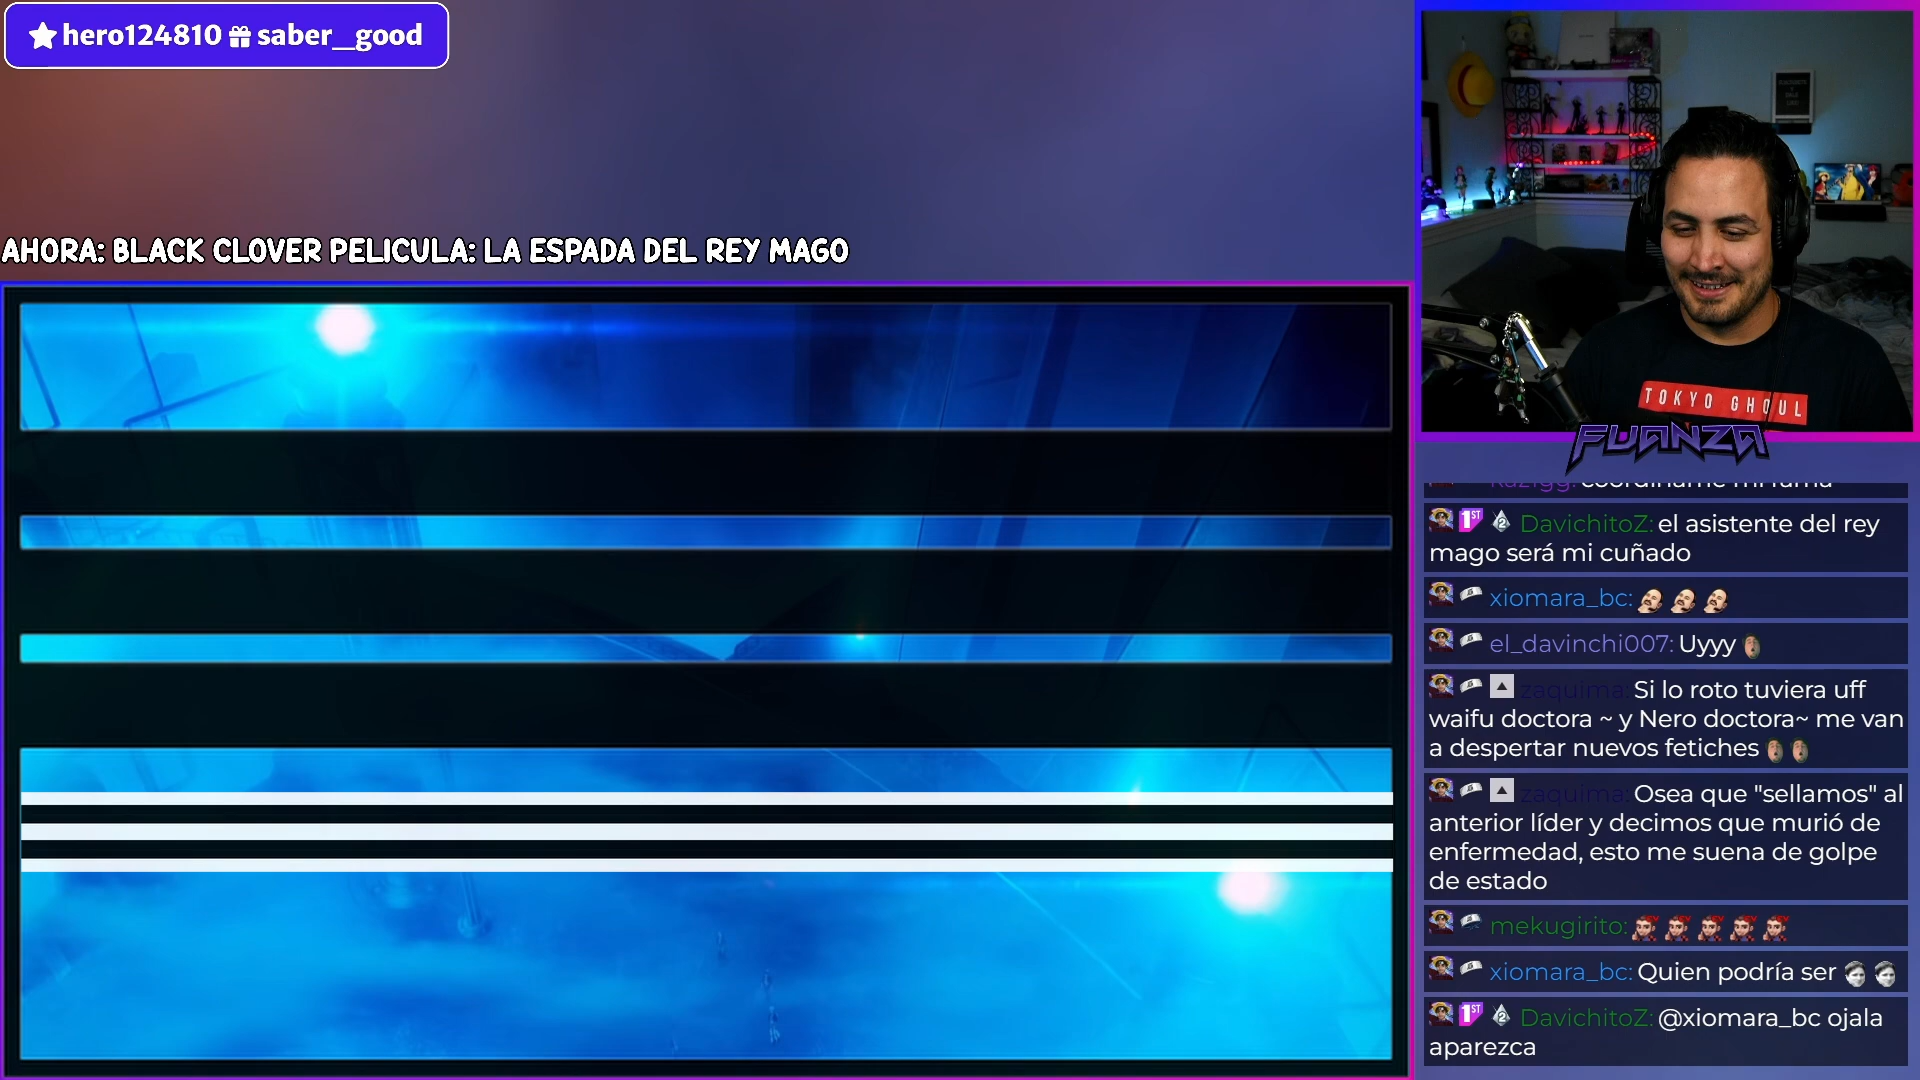 hero124810 saber__good
AHORA: BLACK CLOVER PELICULA: LA ESPADA DEL REY MAGO
TOKYO GHOUL
FUANZA
DavichitoZ: el asistente del rey
mago será mi cuñado
xiomara_bc:
el_davinchi007: Uyyy
zaquima: Si lo roto tuviera uff
waifu doctora ~ y Nero doctora~ me van
a despertar nuevos fetiches
zaquima: Osea que "sellamos" al
anterior líder y decimos que murió de
enfermedad, esto me suena de golpe
de estado
mekugirito:
xiomara_bc: Quien podría ser
DavichitoZ: @xiomara_bc ojala
aparezca